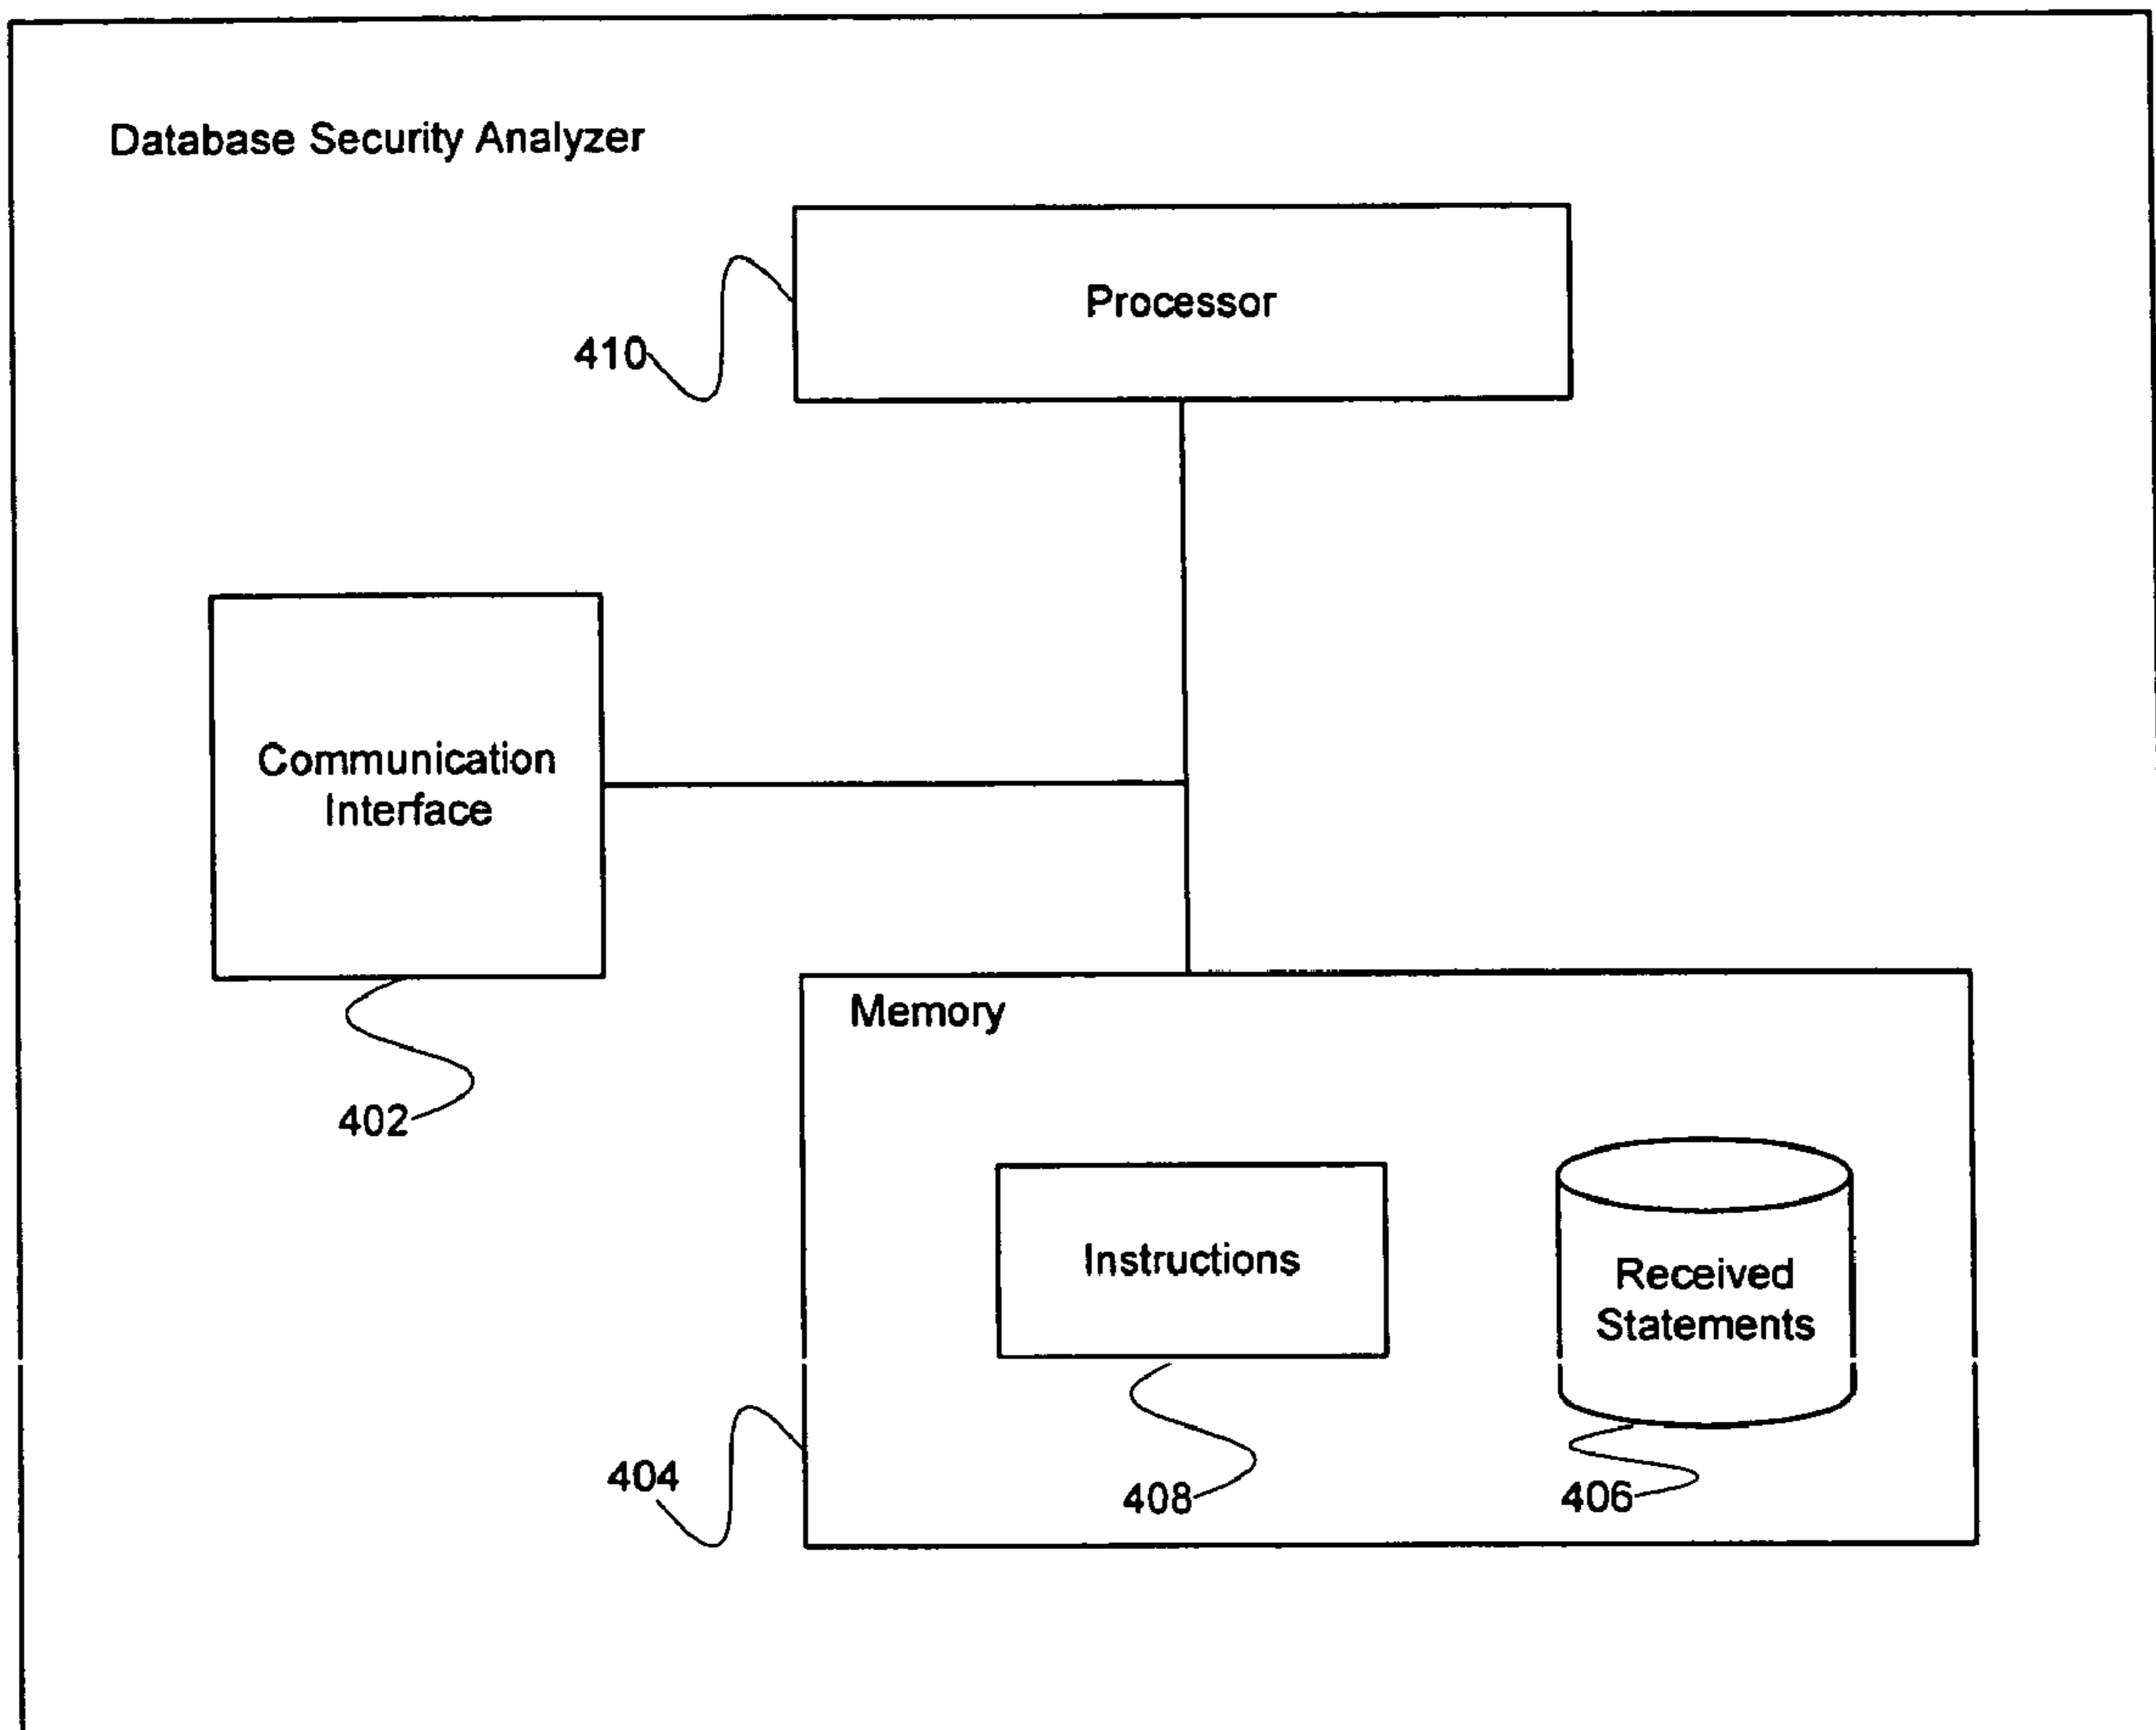 Database Security Analyzer
Processor
410
Communication
Interface
402
Memory
Instructions
Received
Statements
404
408
406